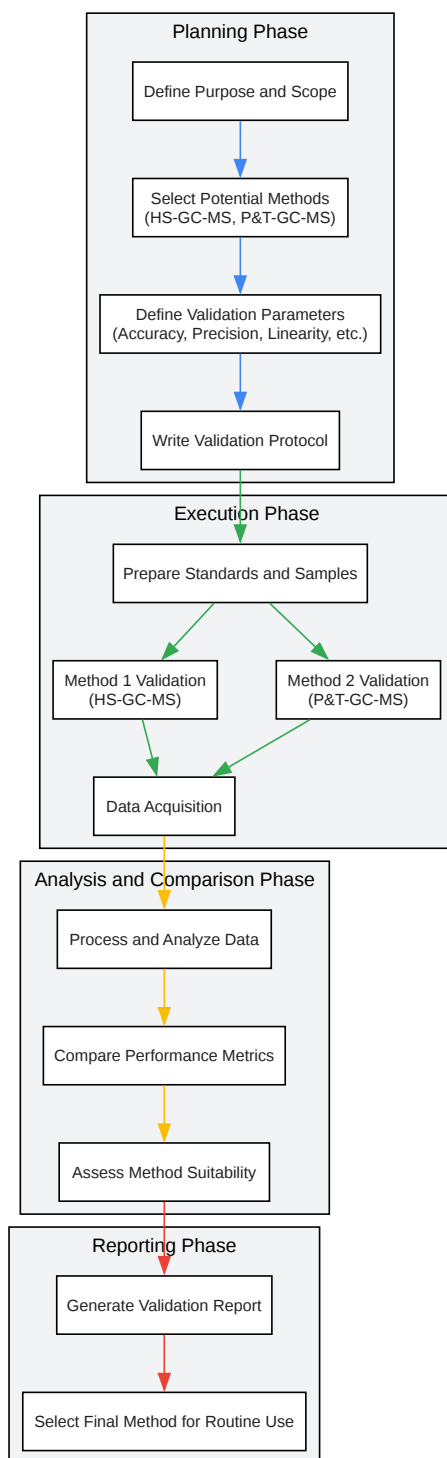 Planning Phase
Define Purpose and Scope
Select Potential Methods
(HS-GC-MS, P&T-GC-MS)
Define Validation Parameters
(Accuracy, Precision, Linearity, etc.)
Write Validation Protocol
Execution Phase
Prepare Standards and Samples
Method 1 Validation
(HS-GC-MS)
Method 2 Validation
(P&T-GC-MS)
Data Acquisition
Analysis and Comparison Phase
Process and Analyze Data
Compare Performance Metrics
Assess Method Suitability
Reporting Phase
Generate Validation Report
Select Final Method for Routine Use